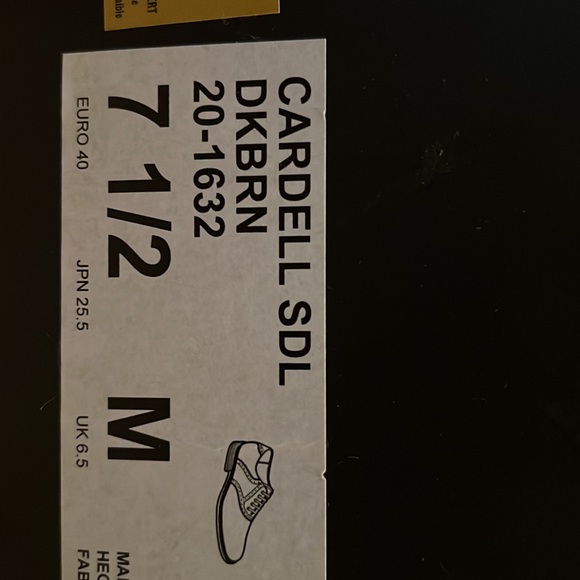 CARDELL SDL
DKBRN
20-1632
7 1/2 M
EURO 40 JPN 25.5 UK 6.5